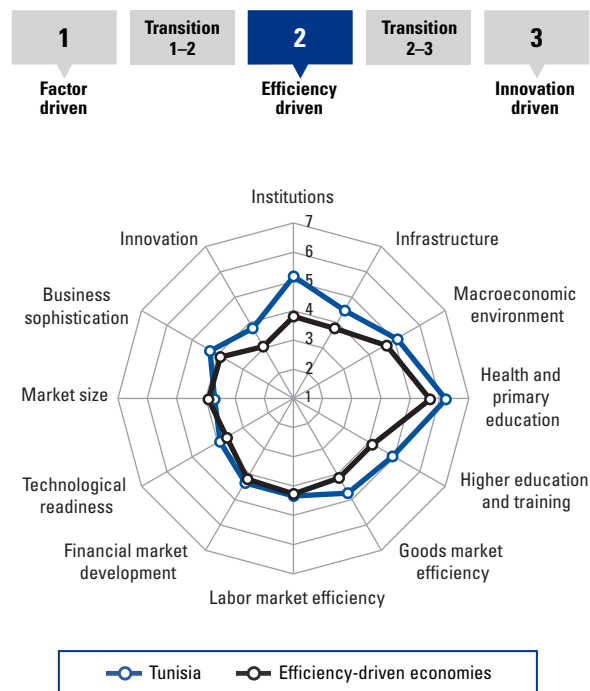 1
Transition
1–2
2
Transition
2–3
3
Factor
driven
Efficiency
driven
Innovation
driven
Institutions
7
Innovation
Infrastructure
6
5
Business
sophistication
Macroeconomic
environment
4
3
2
Market size
1
Health and
primary
education
Technological
readiness
Higher education
and training
Financial market
development
Goods market
efficiency
Labor market efficiency
Tunisia
Efficiency-driven economies